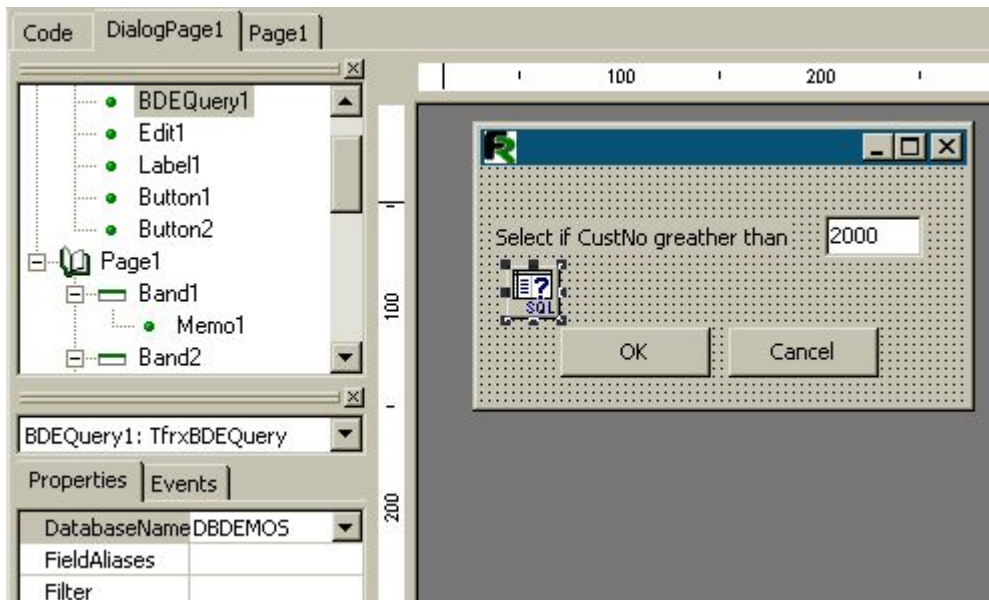 Code DialogPage1 Page1
100 200
BDEQuery1
Edit1
Label1
Button1
Button2
Page1
Band1
Memo1
Band2
BDEQuery1: TfrxBDEQuery
Properties Events
DatabaseName DBDEMOS
FieldAliases
Filter
100
200
FR
Select if CustNo greather than 2000
SQL
OK Cancel